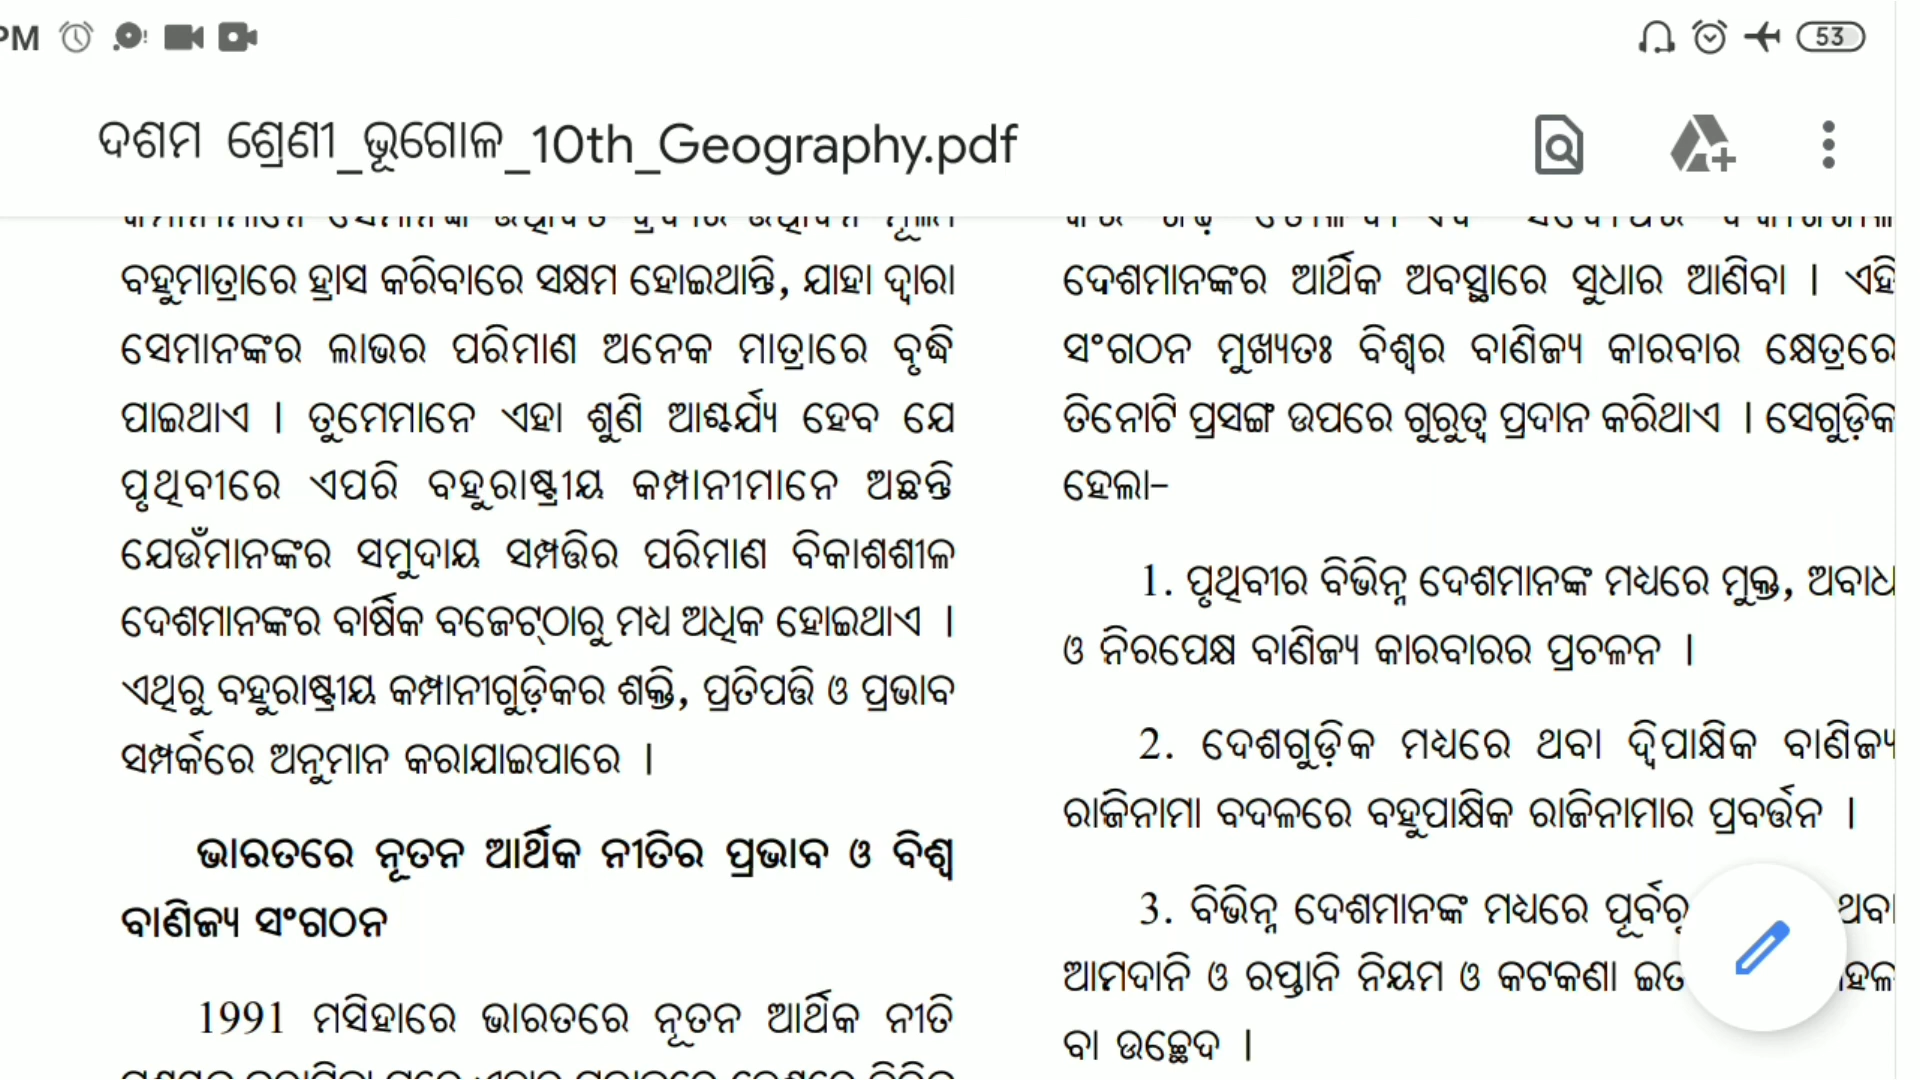 PM
53
ଦଶମ ଶ୍ରେଣୀ_ଭୂଗୋଳ_10th_Geography.pdf
ବହୁମାତ୍ରାରେ ହ୍ରାସ କରିବାରେ ସକ୍ଷମ ହୋଇଥାନ୍ତି, ଯାହା ଦ୍ୱାରା
ସେମାନଙ୍କର ଲାଭର ପରିମାଣ ଅନେକ ମାତ୍ରାରେ ବୃଦ୍ଧି
ପାଇଥାଏ । ତୁମେମାନେ ଏହା ଶୁଣି ଆଶ୍ଚର୍ଯ୍ୟ ହେବ ଯେ
ପୃଥିବୀରେ ଏପରି ବହୁରାଷ୍ଟ୍ରୀୟ କମ୍ପାନୀମାନେ ଅଛନ୍ତି
ଯେଉଁମାନଙ୍କର ସମୁଦାୟ ସମ୍ପତ୍ତିର ପରିମାଣ ବିକାଶଶୀଳ
ଦେଶମାନଙ୍କର ବାର୍ଷିକ ବଜେଟ୍‌ଠାରୁ ମଧ୍ୟ ଅଧିକ ହୋଇଥାଏ ।
ଏଥିରୁ ବହୁରାଷ୍ଟ୍ରୀୟ କମ୍ପାନୀଗୁଡ଼ିକର ଶକ୍ତି, ପ୍ରତିପତ୍ତି ଓ ପ୍ରଭାବ
ସମ୍ପର୍କରେ ଅନୁମାନ କରାଯାଇପାରେ ।
ଭାରତରେ ନୂତନ ଆର୍ଥିକ ନୀତିର ପ୍ରଭାବ ଓ ବିଶ୍ୱ
ବାଣିଜ୍ୟ ସଂଗଠନ
1991 ମସିହାରେ ଭାରତରେ ନୂତନ ଆର୍ଥିକ ନୀତି
ଦେଶମାନଙ୍କର ଆର୍ଥିକ ଅବସ୍ଥାରେ ସୁଧାର ଆଣିବା । ଏହି
ସଂଗଠନ ମୁଖ୍ୟତଃ ବିଶ୍ୱର ବାଣିଜ୍ୟ କାରବାର କ୍ଷେତ୍ରରେ
ତିନୋଟି ପ୍ରସଙ୍ଗ ଉପରେ ଗୁରୁତ୍ୱ ପ୍ରଦାନ କରିଥାଏ । ସେଗୁଡ଼ିକ
ହେଲା–
1. ପୃଥିବୀର ବିଭିନ୍ନ ଦେଶମାନଙ୍କ ମଧ୍ୟରେ ମୁକ୍ତ, ଅବାଧ
ଓ ନିରପେକ୍ଷ ବାଣିଜ୍ୟ କାରବାରର ପ୍ରଚଳନ ।
2. ଦେଶଗୁଡ଼ିକ ମଧ୍ୟରେ ଥିବା ଦ୍ୱିପାକ୍ଷିକ ବାଣିଜ୍ୟ
ରାଜିନାମା ବଦଳରେ ବହୁପାକ୍ଷିକ ରାଜିନାମାର ପ୍ରବର୍ତ୍ତନ ।
3. ବିଭିନ୍ନ ଦେଶମାନଙ୍କ ମଧ୍ୟରେ ଥିବା
ଆମଦାନି ଓ ରପ୍ତାନି ନିୟମ ଓ କଟକଣା
ବା ଉଚ୍ଛେଦ ।